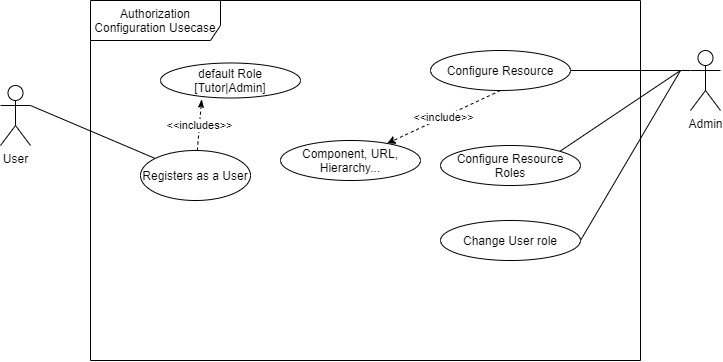 Authorization
Configuration Usecase
default Role
[Tutor|Admin]
Configure Resource
<<includes>>
<<include>>
Admin
User
Component, URL,
Hierarchy...
Configure Resource
Roles
Registers as a User
Change User role